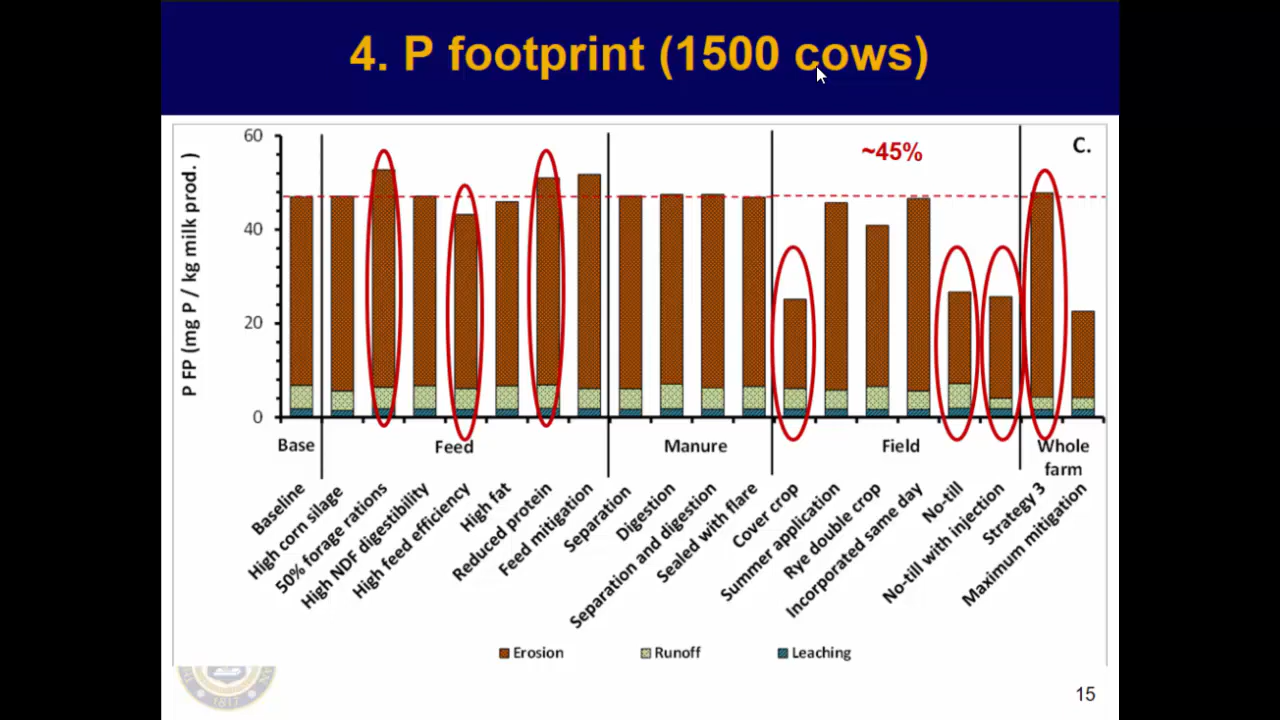 4. P footprint (1500 cows)
C.
~45%
P FP (mg P / kg milk prod. )
60
40
20
0
Base
Feed
Manure
Field
Whole
farm
Baseline
High corn silage
50% forage rations
High NDF digestibility
High feed efficiency
High fat
Reduced protein
Feed mitigation
Separation
Digestion
Separation and digestion
Sealed with flare
Cover crop
Summer application
Rye double crop
Incorporated same day
No-till
No-till with injection
Strategy 3
Maximum mitigation
Erosion
Runoff
Leaching
1817
15